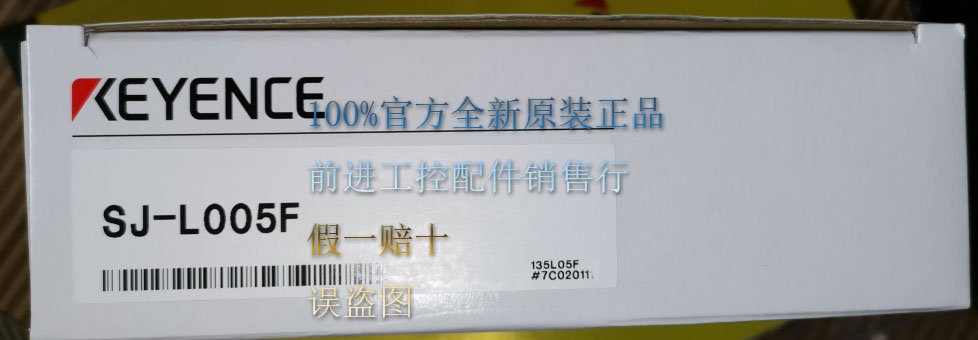 KEYENCE
100%官方全新原装正品
前进工控配件销售行
SJ-L005F
假一赔十
135L05F
#7C02011
误盗图